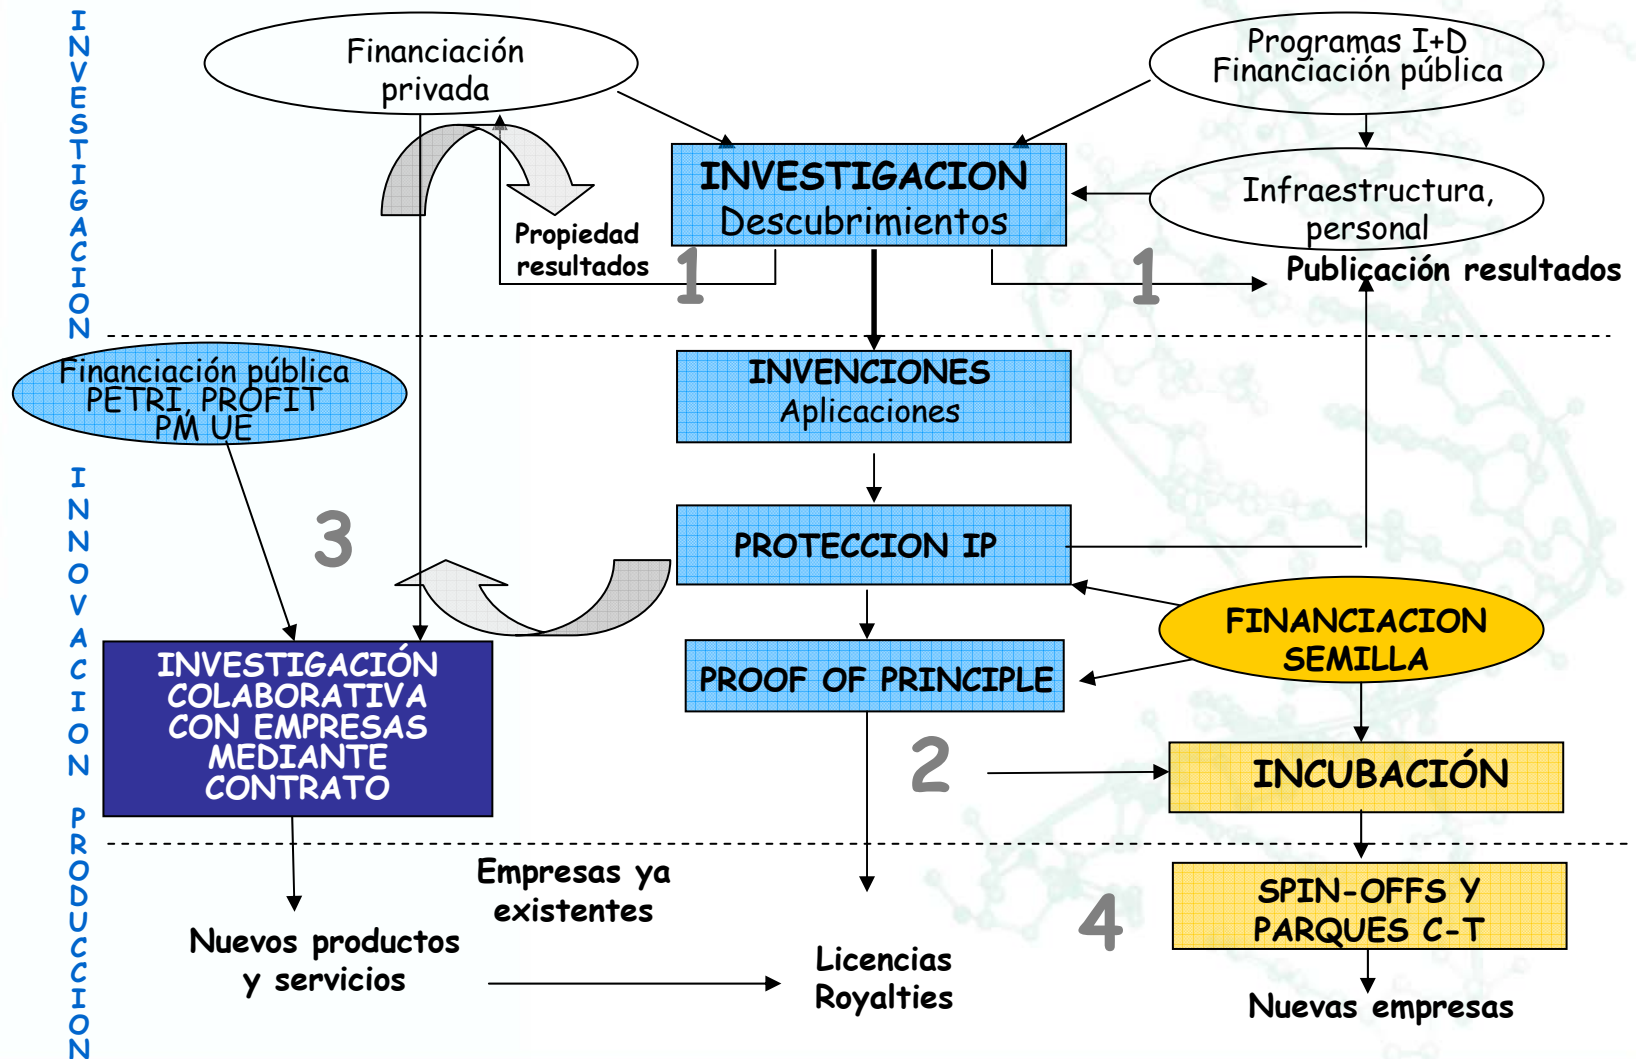 INVESTIGACION
INNOVACION
PRODUCCION
Financiación
privada
Programas I+D
Financiación pública
INVESTIGACION
Descubrimientos
Infraestructura,
personal
Propiedad
resultados
1
1
Publicación resultados
Financiación pública
PETRI, PROFIT
PM UE
INVENCIONES
Aplicaciones
3
PROTECCION IP
FINANCIACION
SEMILLA
INVESTIGACIÓN
COLABORATIVA
CON EMPRESAS
MEDIANTE
CONTRATO
PROOF OF PRINCIPLE
2
INCUBACIÓN
Empresas ya
existentes
SPIN-OFFS Y
PARQUES C-T
4
Nuevos productos
y servicios
Licencias
Royalties
Nuevas empresas